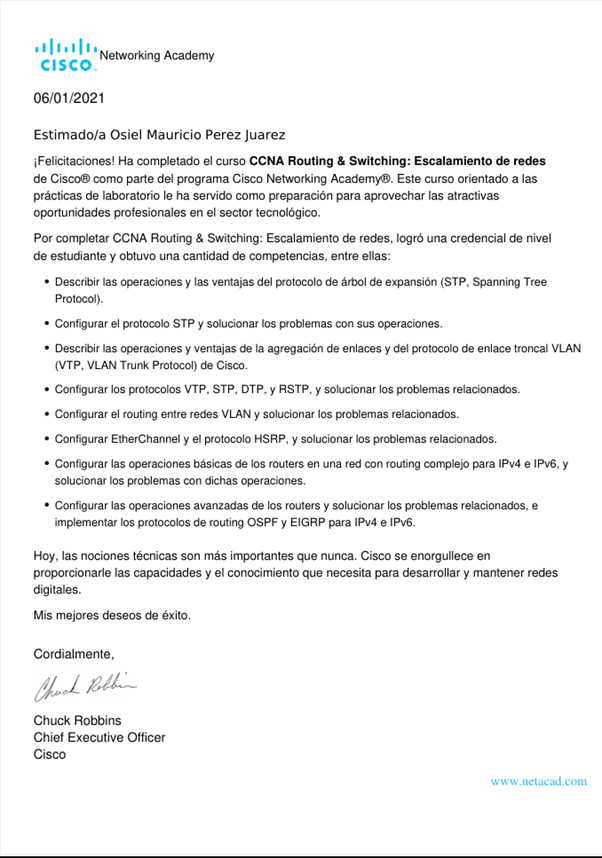 CISCO Networking Academy
06/01/2021
Estimado/a Osiel Mauricio Perez Juarez
¡Felicitaciones! Ha completado el curso CCNA Routing & Switching: Escalamiento de redes
de Cisco® como parte del programa Cisco Networking Academy®. Este curso orientado a las
prácticas de laboratorio le ha servido como preparación para aprovechar las atractivas
oportunidades profesionales en el sector tecnológico.
Por completar CCNA Routing & Switching: Escalamiento de redes, logró una credencial de nivel
de estudiante y obtuvo una cantidad de competencias, entre ellas:
• Describir las operaciones y las ventajas del protocolo de árbol de expansión (STP, Spanning Tree
Protocol).
• Configurar el protocolo STP y solucionar los problemas con sus operaciones.
• Describir las operaciones y ventajas de la agregación de enlaces y del protocolo de enlace troncal VLAN
(VTP, VLAN Trunk Protocol) de Cisco.
• Configurar los protocolos VTP, STP, DTP, y RSTP, y solucionar los problemas relacionados.
• Configurar el routing entre redes VLAN y solucionar los problemas relacionados.
• Configurar EtherChannel y el protocolo HSRP, y solucionar los problemas relacionados.
• Configurar las operaciones básicas de los routers en una red con routing complejo para IPv4 e IPv6, y
solucionar los problemas con dichas operaciones.
• Configurar las operaciones avanzadas de los routers y solucionar los problemas relacionados, e
implementar los protocolos de routing OSPF y EIGRP para IPv4 e IPv6.
Hoy, las nociones técnicas son más importantes que nunca. Cisco se enorgullece en
proporcionarle las capacidades y el conocimiento que necesita para desarrollar y mantener redes
digitales.
Mis mejores deseos de éxito.
Cordialmente,
Chuck Robbins
Chuck Robbins
Chief Executive Officer
Cisco
www.netacad.com